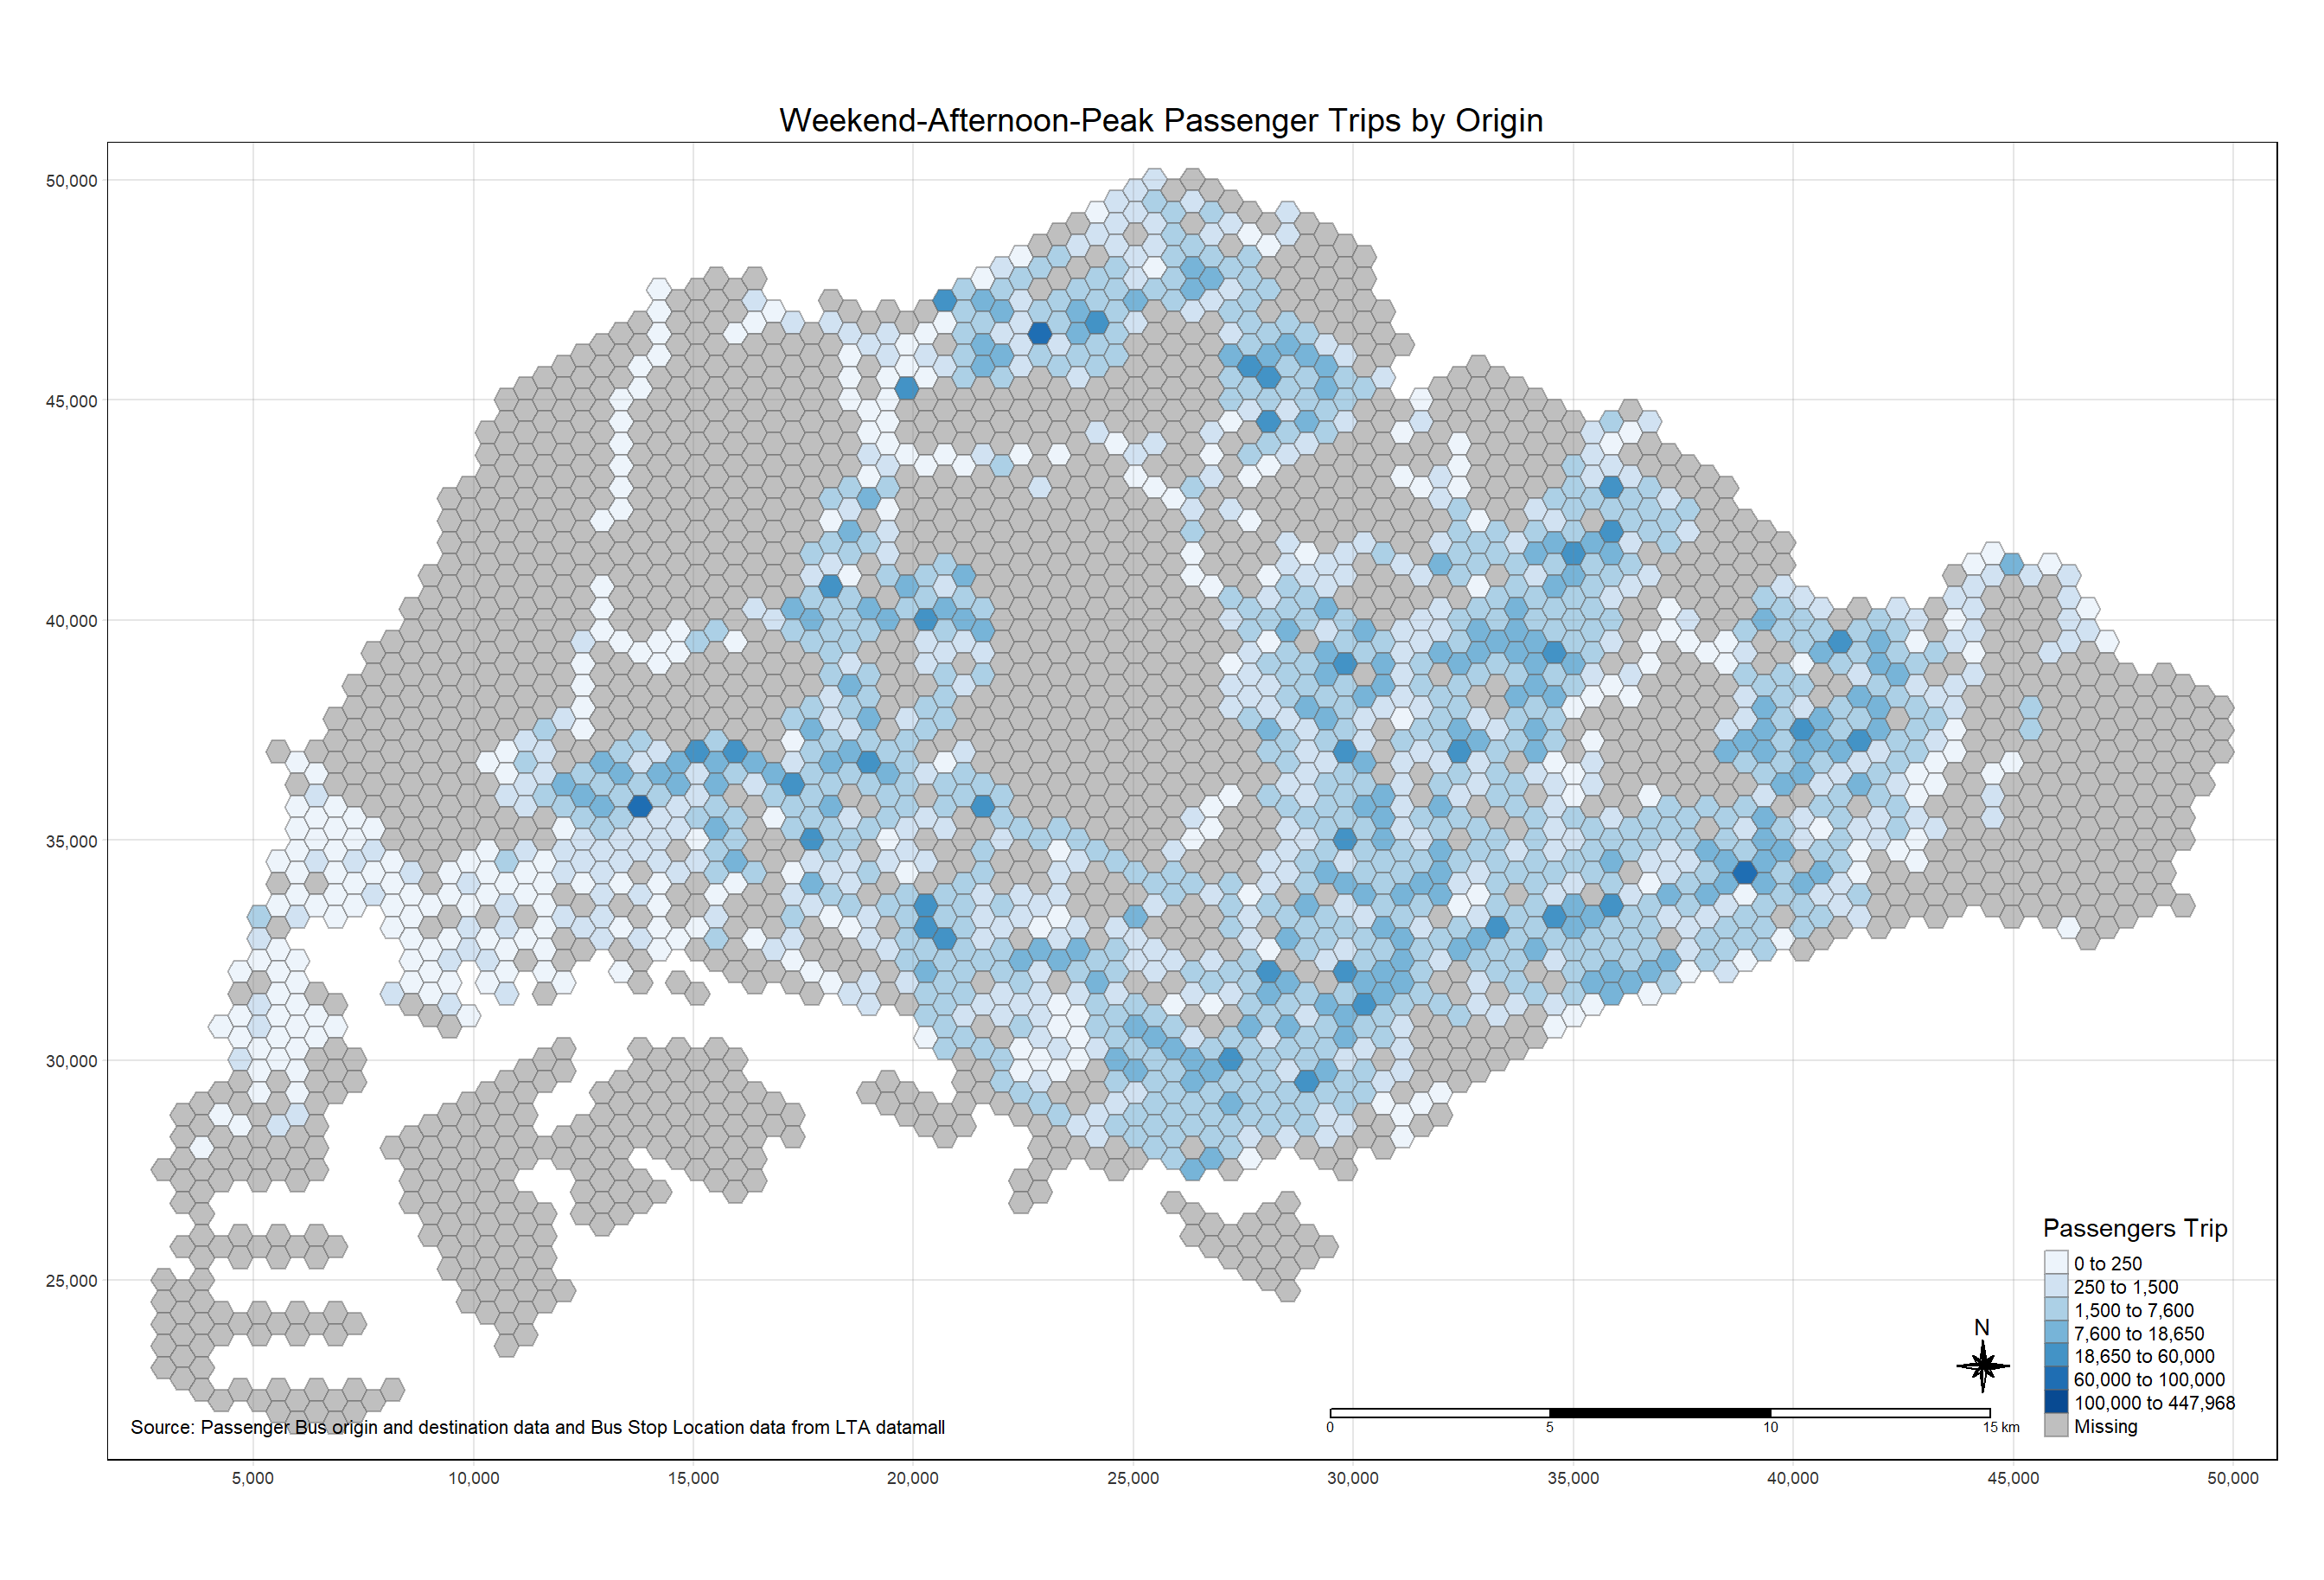 Weekend-Afternoon-Peak Passenger Trips by Origin
50,000
45,000
40,000
35,000
30,000
25,000
Passengers Trip
0 to 250
250 to 1,500
1,500 to 7,600
7,600 to 18,650
18,650 to 60,000
60,000 to 100,000
100,000 to 447,968
Missing
N
0 5 10 15 km
Source: Passenger Bus origin and destination data and Bus Stop Location data from LTA datamall
5,000 10,000 15,000 20,000 25,000 30,000 35,000 40,000 45,000 50,000